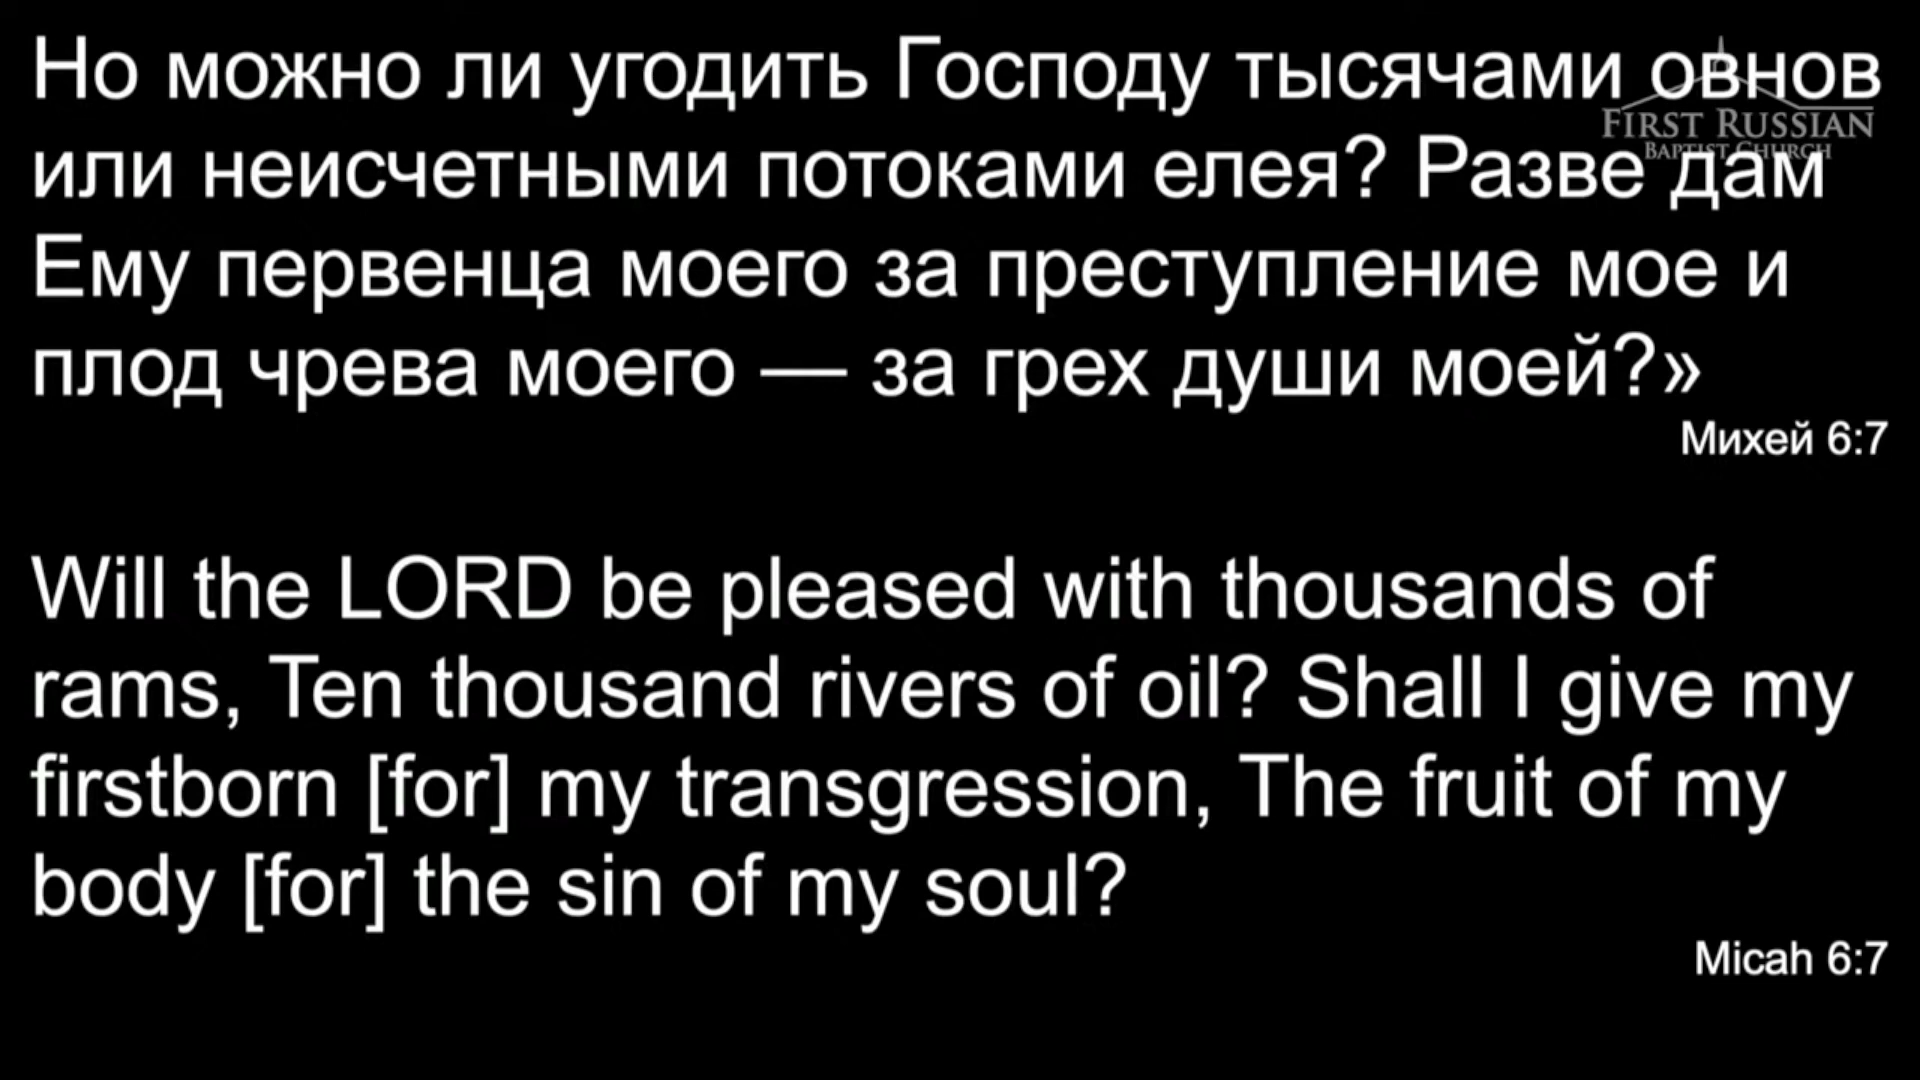 Но можно ли угодить Господу тысячами овнов
или неисчетными потоками елея? Разве дам
Ему первенца моего за преступление мое и
плод чрева моего — за грех души моей?»
Михей 6:7
FIRST RUSSIAN
BAPTIST CHURCH
Will the LORD be pleased with thousands of
rams, Ten thousand rivers of oil? Shall I give my
firstborn [for] my transgression, The fruit of my
body [for] the sin of my soul?
Micah 6:7